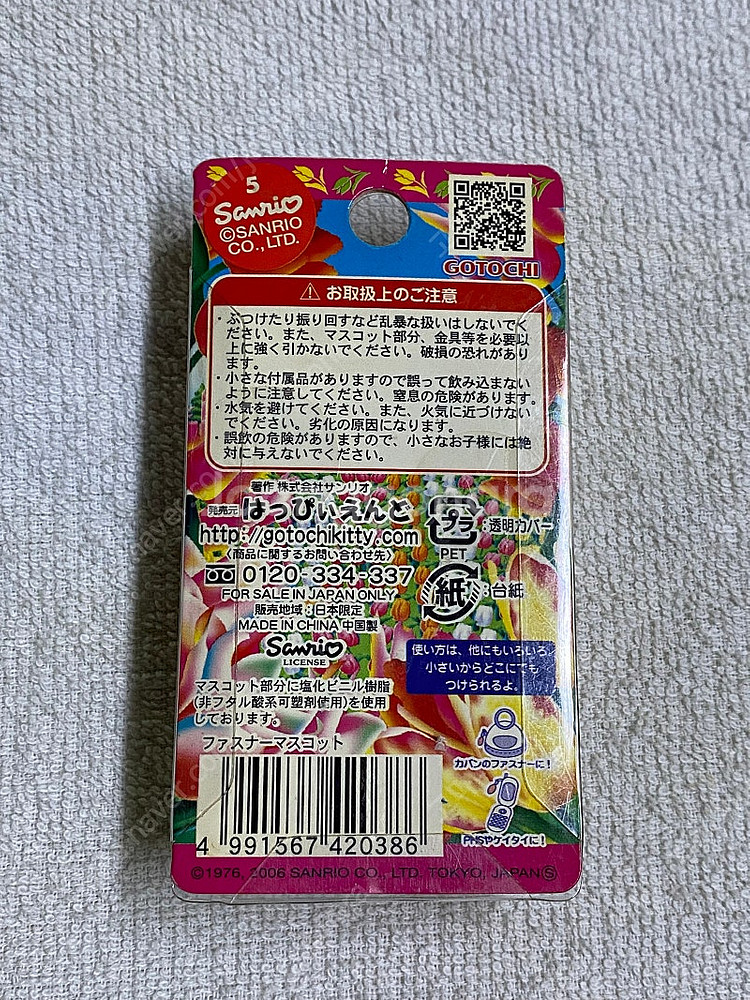 5
Sanrio
©SANRIO
CO., LTD.
GOTOCHI
⚠ お取扱上のご注意
・ぶつけたり振り回すなど乱暴な扱いはしないでく
ださい。また、マスコット部分、金具等を必要以
上に強く引かないでください。破損の恐れがあり
ます。
・小さな付属品がありますので誤って飲み込まない
ように注意してください。窒息の危険があります。
・水気を避けてください。また、火気に近づけない
でください。劣化の原因になります。
・誤飲の危険がありますので、小さなお子様には絶
対に与えないでください。
著作 株式会社サンリオ
発売元 はっぴぃえんど
http://gotochikitty.com
〈商品に関するお問い合わせ先〉
0120-334-337
FOR SALE IN JAPAN ONLY
販売地域：日本限定
MADE IN CHINA 中国製
Sanrio
LICENSE
プラ：透明カバー
PET
紙：台紙
マスコット部分に塩化ビニル樹脂
(非フタル酸系可塑剤使用)を使用
しております。
ファスナーマスコット
使い方は、他にもいろいろ。
小さいからどこにでも
つけられるよ。
カバンのファスナーに！
PHSやケイタイに！
4 991567 420386
©1976, 2006 SANRIO CO., LTD. TOKYO, JAPAN Ⓢ